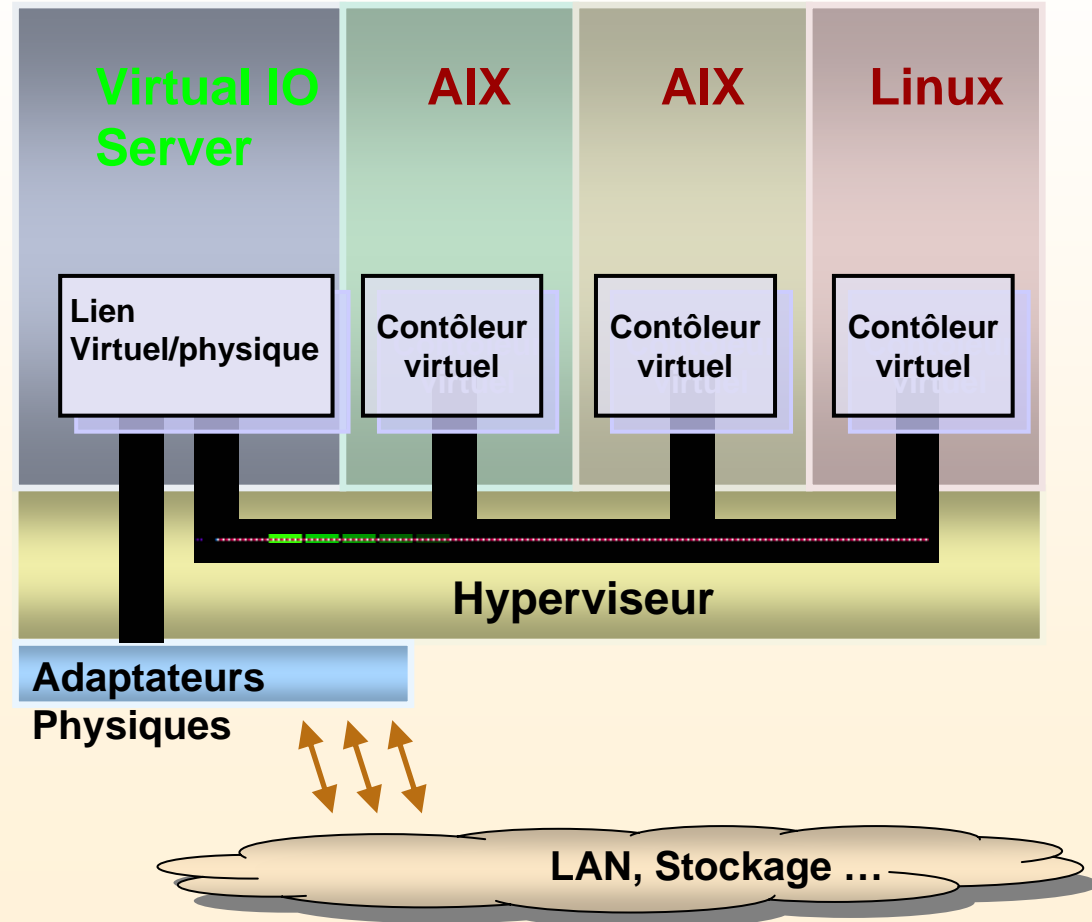 Virtual IO
Server
AIX
AIX
Linux
Lien
Virtuel/physique
Contôleur
virtuel
Contôleur
virtuel
Contôleur
virtuel
Hyperviseur
Adaptateurs
Physiques
LAN, Stockage …